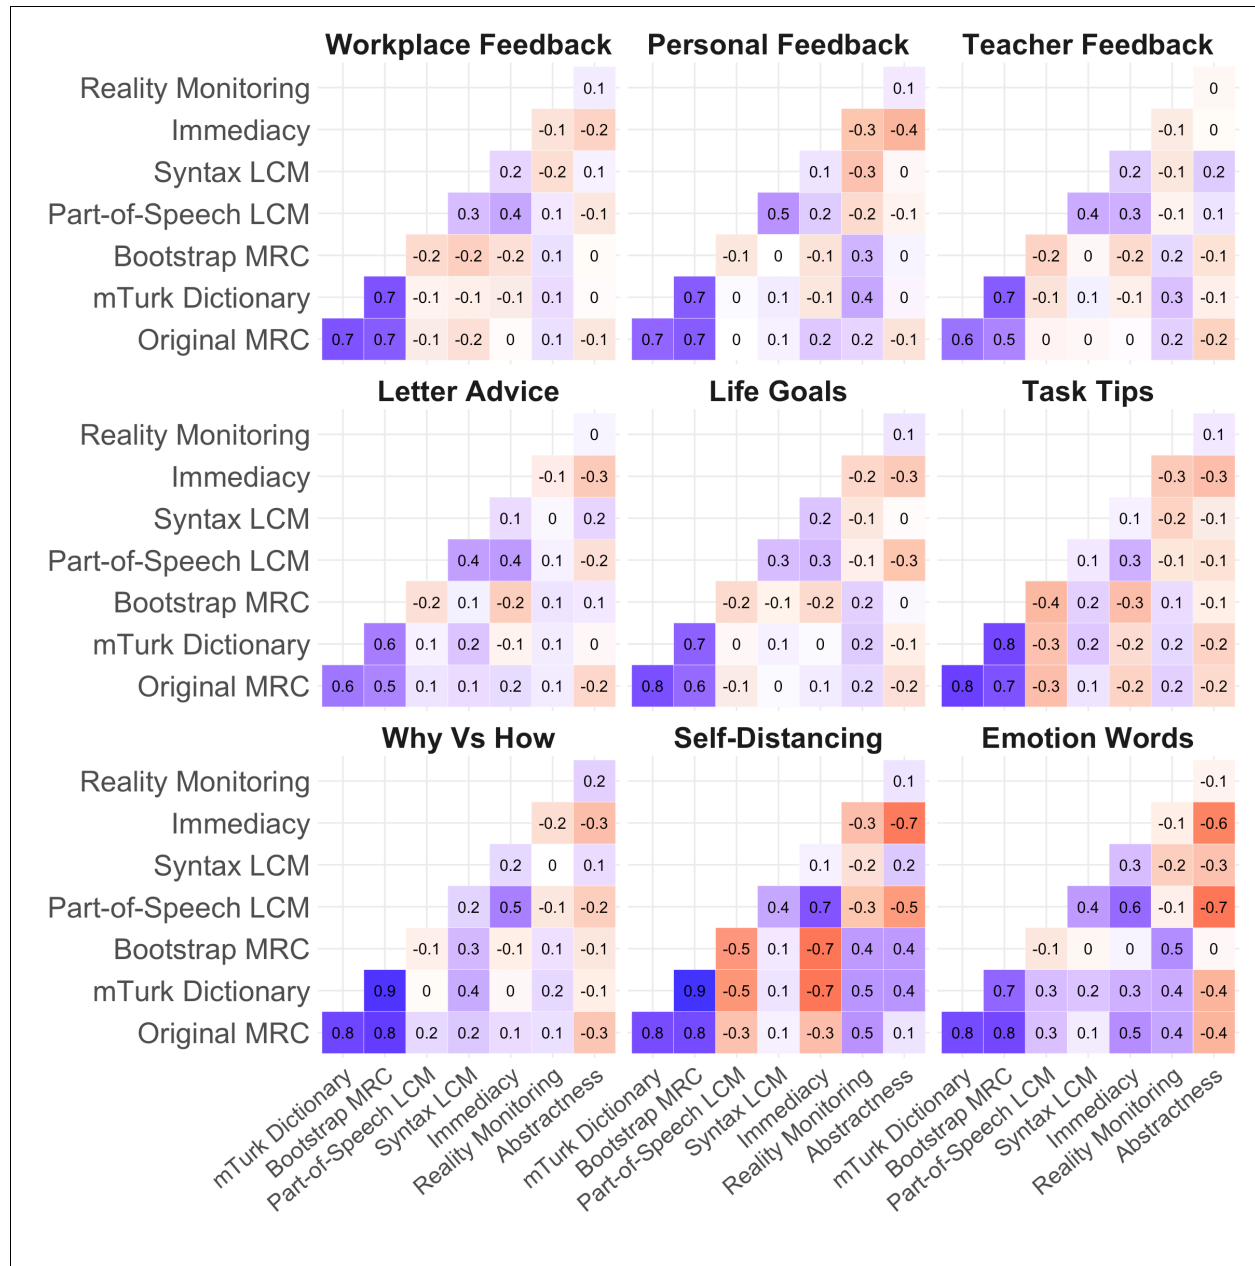 Workplace Feedback Personal Feedback Teacher Feedback
Reality Monitoring 0.1 0.1 0
Immediacy -0.1 -0.2 -0.3 -0.4 -0.1 0
Syntax LCM 0.2 -0.2 0.1 0.1 -0.3 0 0.2 -0.1 0.2
Part-of-Speech LCM 0.3 0.4 0.1 -0.1 0.5 0.2 -0.2 -0.1 0.4 0.3 -0.1 0.1
Bootstrap MRC -0.2 -0.2 -0.2 0.1 0 -0.1 0 -0.1 0.3 0 -0.2 0 -0.2 0.2 -0.1
mTurk Dictionary 0.7 -0.1 -0.1 -0.1 0.1 0 0.7 0 0.1 -0.1 0.4 0 0.7 -0.1 0.1 -0.1 0.3 -0.1
Original MRC 0.7 0.7 -0.1 -0.2 0 0.1 -0.1 0.7 0.7 0 0.1 0.2 0.2 -0.1 0.6 0.5 0 0 0 0.2 -0.2
Letter Advice Life Goals Task Tips
Reality Monitoring 0 0.1 0.1
Immediacy -0.1 -0.3 -0.2 -0.3 -0.3 -0.3
Syntax LCM 0.1 0 0.2 0.2 -0.1 0 0.1 -0.2 -0.1
Part-of-Speech LCM 0.4 0.4 0.1 -0.2 0.3 0.3 -0.1 -0.3 0.1 0.3 -0.1 -0.1
Bootstrap MRC -0.2 0.1 -0.2 0.1 0.1 -0.2 -0.1 -0.2 0.2 0 -0.4 0.2 -0.3 0.1 -0.1
mTurk Dictionary 0.6 0.1 0.2 -0.1 0.1 0 0.7 0 0.1 0 0.2 -0.1 0.8 -0.3 0.2 -0.2 0.2 -0.2
Original MRC 0.6 0.5 0.1 0.1 0.2 0.1 -0.2 0.8 0.6 -0.1 0 0.1 0.2 -0.2 0.8 0.7 -0.3 0.1 -0.2 0.2 -0.2
Why Vs How Self-Distancing Emotion Words
Reality Monitoring 0.2 0.1 -0.1
Immediacy -0.2 -0.3 -0.3 -0.7 -0.1 -0.6
Syntax LCM 0.2 0 0.1 0.1 -0.2 0.2 0.3 -0.2 -0.3
Part-of-Speech LCM 0.2 0.5 -0.1 -0.2 0.4 0.7 -0.3 -0.5 0.4 0.6 -0.1 -0.7
Bootstrap MRC -0.1 0.3 -0.1 0.1 -0.1 -0.5 0.1 -0.7 0.4 0.4 -0.1 0 0 0.5 0
mTurk Dictionary 0.9 0 0.4 0 0.2 -0.1 0.9 -0.5 0.1 -0.7 0.5 0.4 0.7 0.3 0.2 0.3 0.4 -0.4
Original MRC 0.8 0.8 0.2 0.2 0.1 0.1 -0.3 0.8 0.8 -0.3 0.1 -0.3 0.5 0.1 0.8 0.8 0.3 0.1 0.5 0.4 -0.4
mTurk Dictionary
Bootstrap MRC
Part-of-Speech LCM
Syntax LCM
Immediacy
Reality Monitoring
Abstractness
mTurk Dictionary
Bootstrap MRC
Part-of-Speech LCM
Syntax LCM
Immediacy
Reality Monitoring
Abstractness
mTurk Dictionary
Bootstrap MRC
Part-of-Speech LCM
Syntax LCM
Immediacy
Reality Monitoring
Abstractness